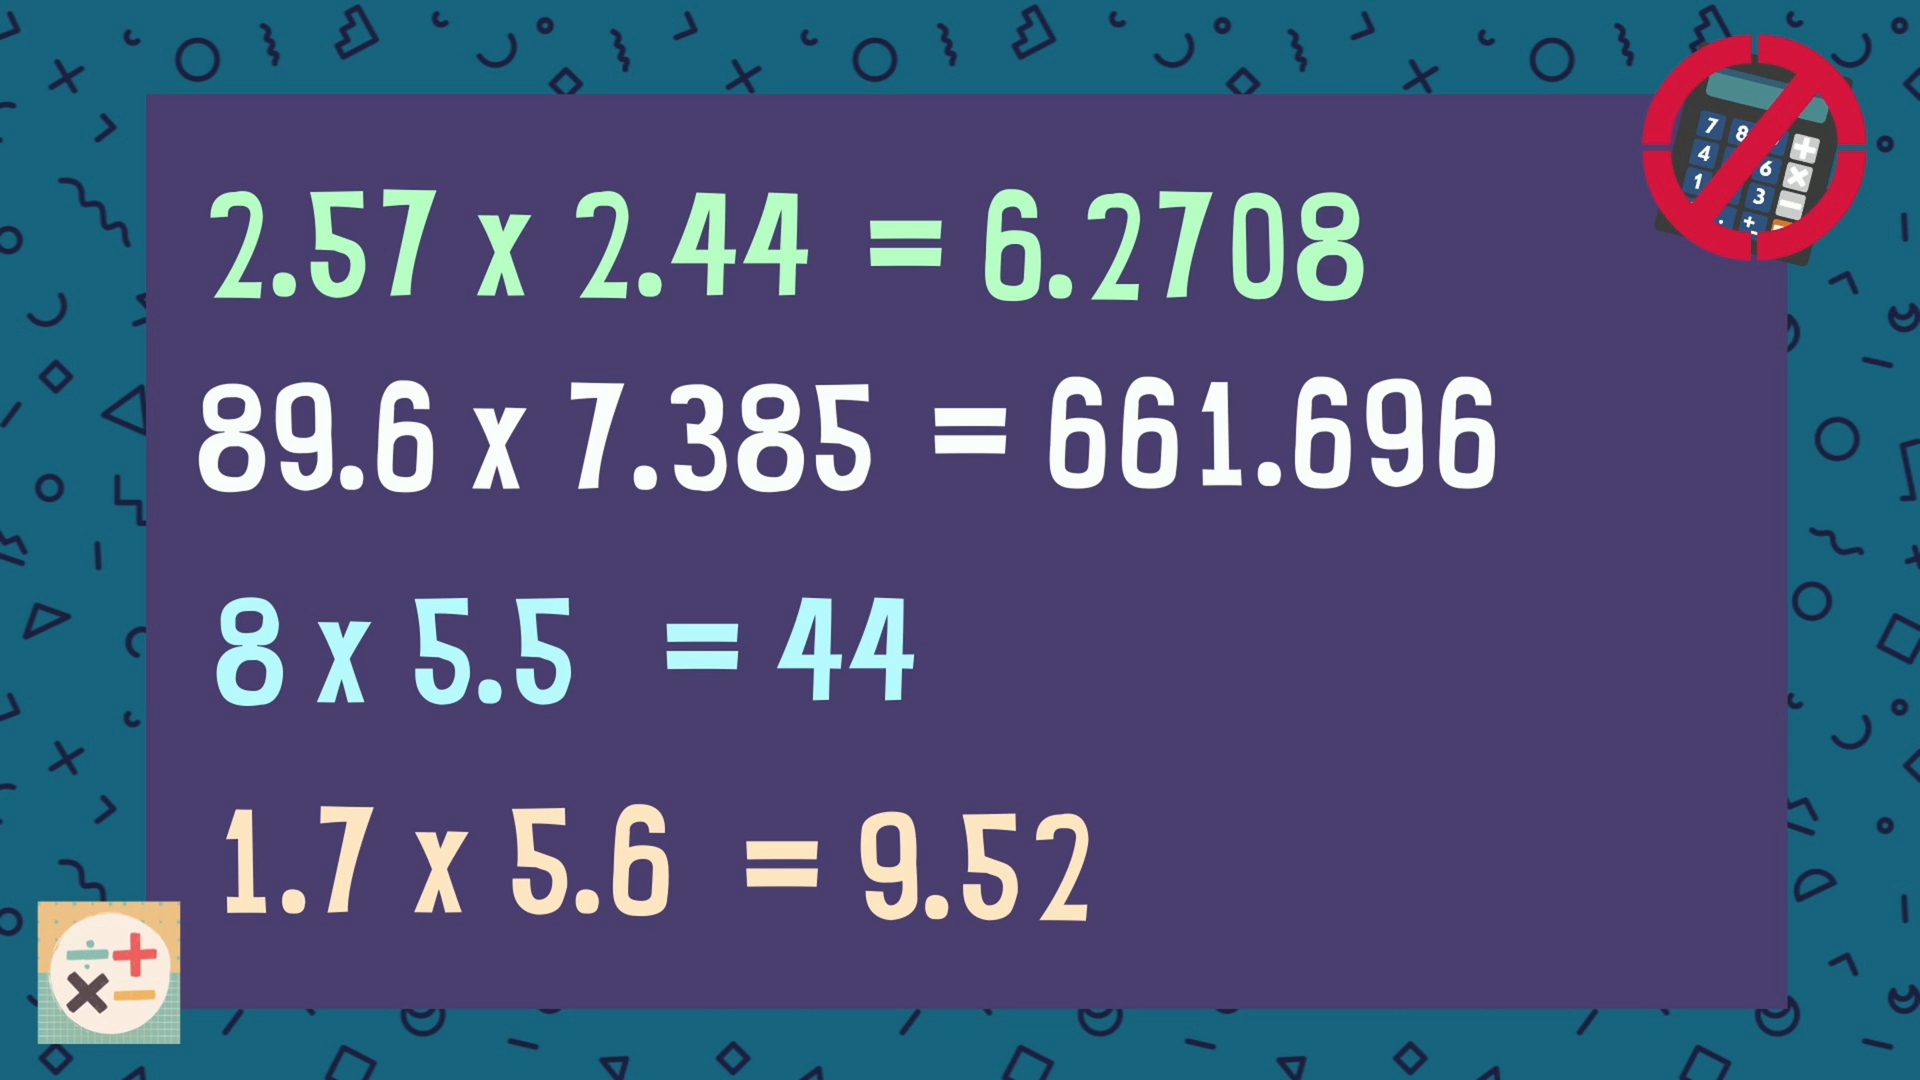 2.57 x 2.44 = 6.2708
89.6 x 7.385 = 661.696
8 x 5.5 = 44
1.7 x 5.6 = 9.52